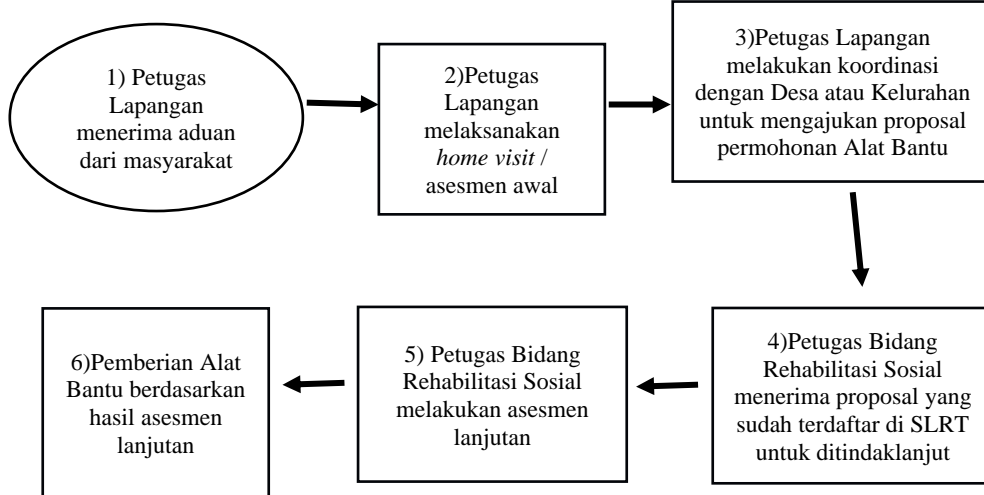 1) Petugas
Lapangan
menerima aduan
dari masyarakat
2)Petugas
Lapangan
melaksanakan
home visit /
asesmen awal
3)Petugas Lapangan
melakukan koordinasi
dengan Desa atau Kelurahan
untuk mengajukan proposal
permohonan Alat Bantu
4)Petugas Bidang
Rehabilitasi Sosial
menerima proposal yang
sudah terdaftar di SLRT
untuk ditindaklanjut
5) Petugas Bidang
Rehabilitasi Sosial
melakukan asesmen
lanjutan
6)Pemberian Alat
Bantu berdasarkan
hasil asesmen
lanjutan